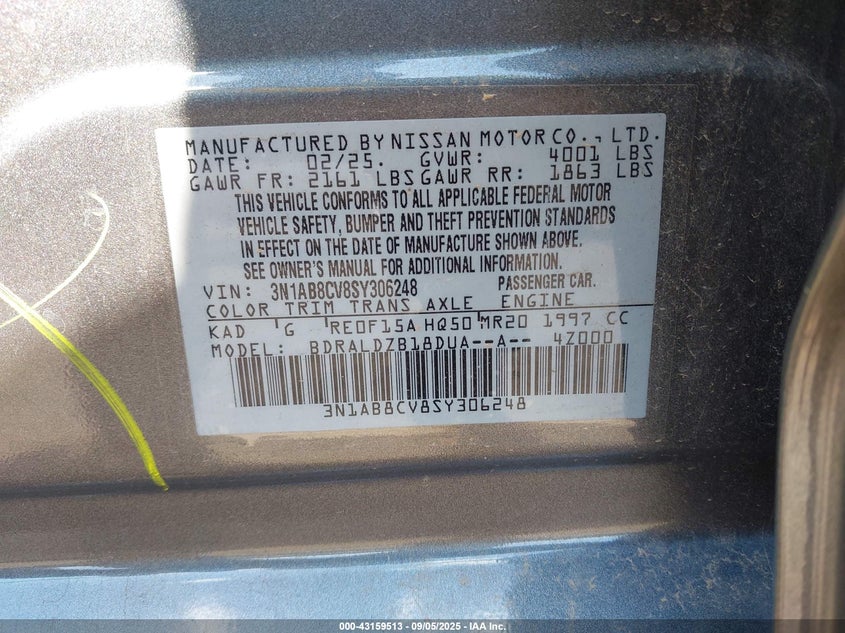 MANUFACTURED BY NISSAN MOTOR CO., LTD.
DATE: 02/25. GVWR: 4001 LBS
GAWR FR: 2161 LBS GAWR RR: 1863 LBS
THIS VEHICLE CONFORMS TO ALL APPLICABLE FEDERAL MOTOR
VEHICLE SAFETY, BUMPER AND THEFT PREVENTION STANDARDS
IN EFFECT ON THE DATE OF MANUFACTURE SHOWN ABOVE.
SEE OWNER'S MANUAL FOR ADDITIONAL INFORMATION.
VIN: 3N1AB8CV8SY306248 PASSENGER CAR.
COLOR TRIM TRANS AXLE ENGINE
KAD G RE0F15A HQ50 MR20 1997 CC
MODEL: BDRALDZB18DUA--A-- 4Z000
3N1AB8CV8SY306248
000-43159513 - 09/05/2025 - IAA Inc.